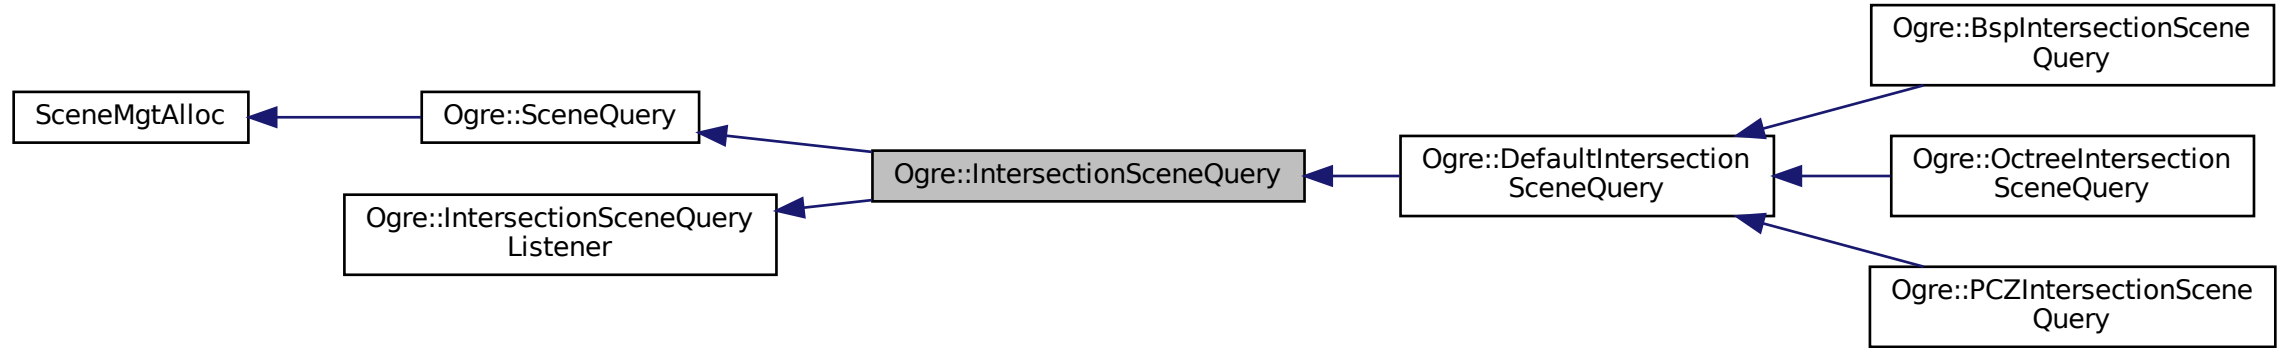 SceneMgtAlloc
Ogre::SceneQuery
Ogre::IntersectionSceneQuery
Listener
Ogre::IntersectionSceneQuery
Ogre::DefaultIntersection
SceneQuery
Ogre::BspIntersectionScene
Query
Ogre::OctreeIntersection
SceneQuery
Ogre::PCZIntersectionScene
Query